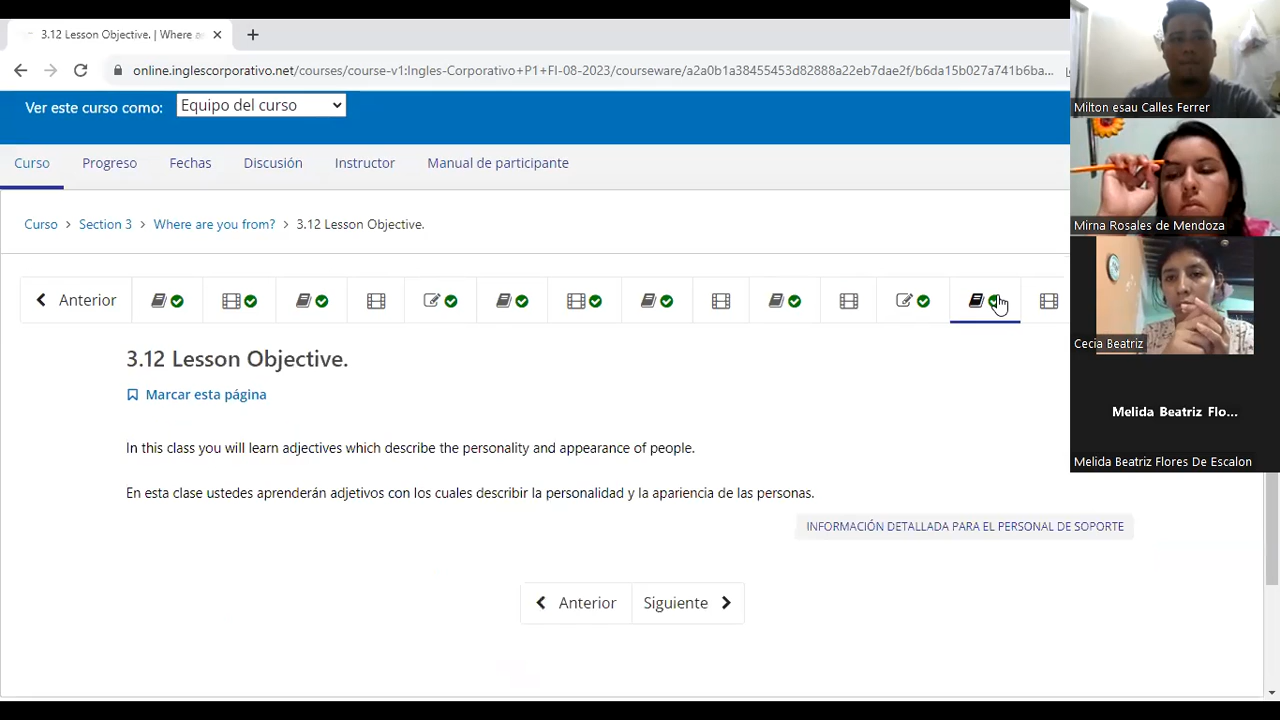 3.12 Lesson Objective. | Where a
online.inglescorporativo.net/courses/course-v1:Ingles-Corporativo+P1+FI-08-2023/courseware/a2a0b1a38455453d82888a22eb7dae2f/b6da15b027a741b6ba...
Ver este curso como: Equipo del curso
Curso Progreso Fechas Discusión Instructor Manual de participante
Curso > Section 3 > Where are you from? > 3.12 Lesson Objective.
Anterior
3.12 Lesson Objective.
Marcar esta página
In this class you will learn adjectives which describe the personality and appearance of people.
En esta clase ustedes aprenderán adjetivos con los cuales describir la personalidad y la apariencia de las personas.
INFORMACIÓN DETALLADA PARA EL PERSONAL DE SOPORTE
Anterior Siguiente
Milton esau Calles Ferrer
Mirna Rosales de Mendoza
Cecia Beatriz
Melida Beatriz Flo...
Melida Beatriz Flores De Escalon